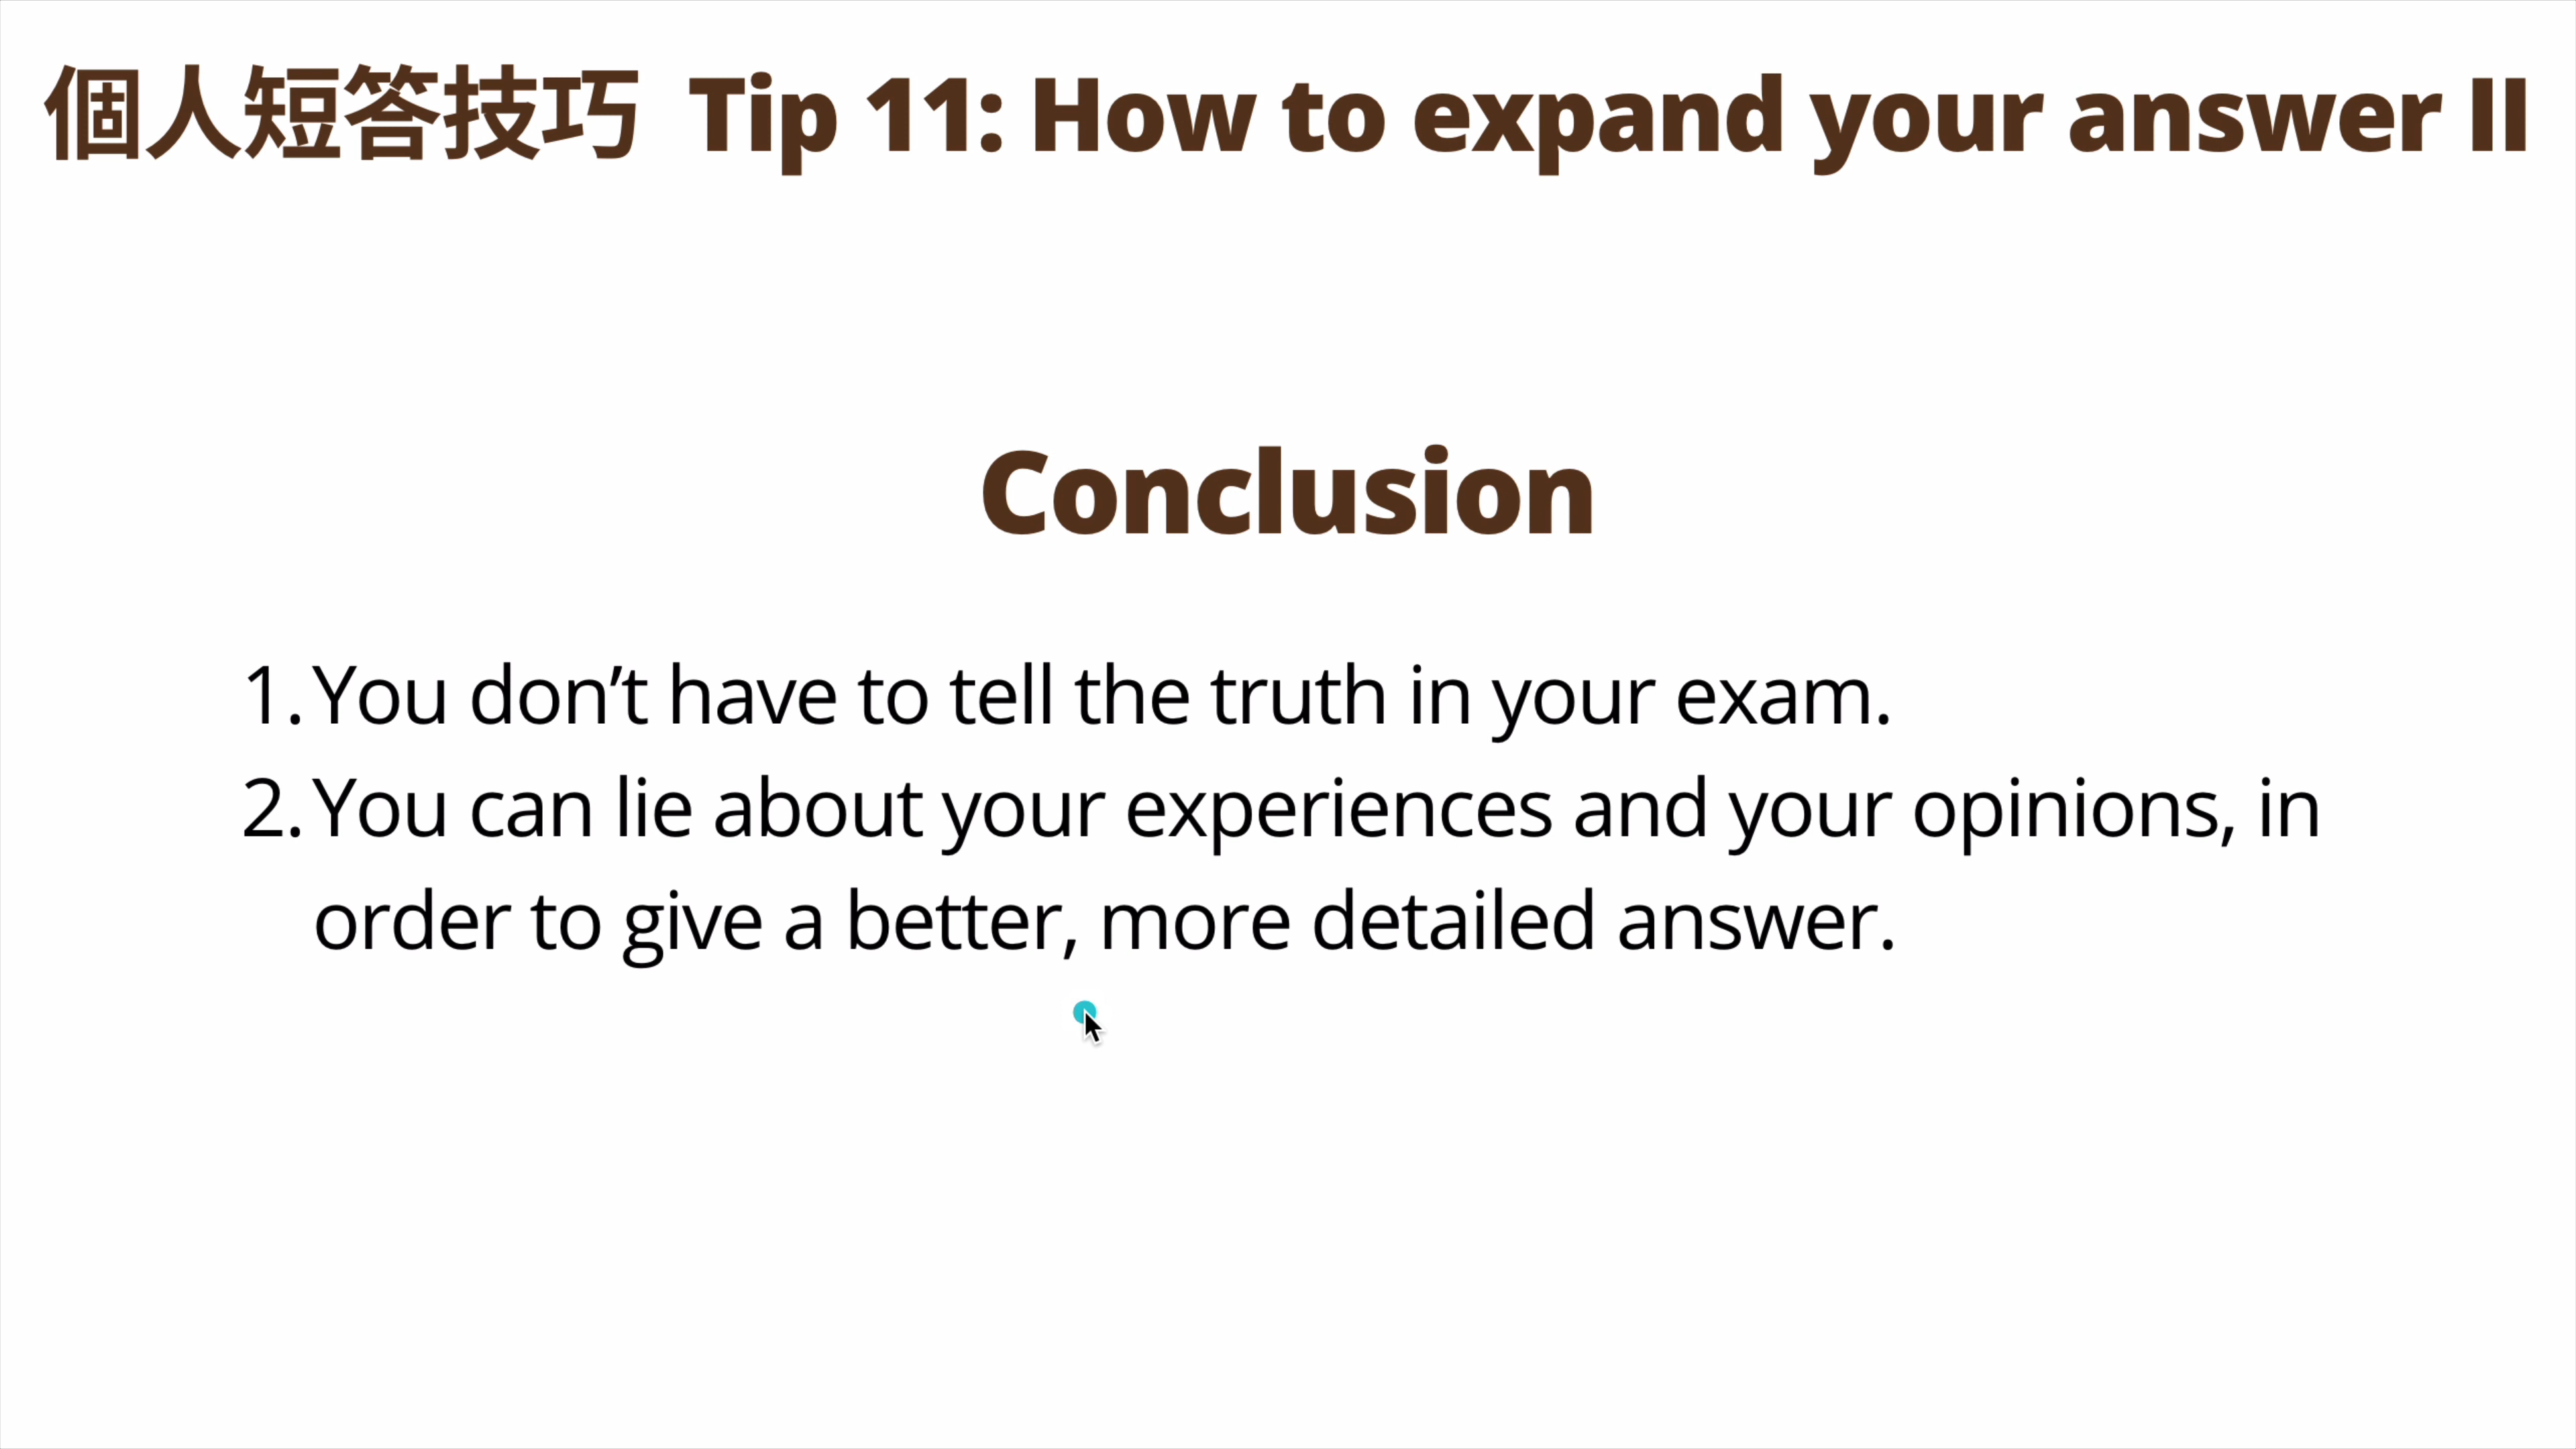 個人短答技巧 Tip 11: How to expand your answer II
Conclusion
1. You don’t have to tell the truth in your exam.
2. You can lie about your experiences and your opinions, in
order to give a better, more detailed answer.